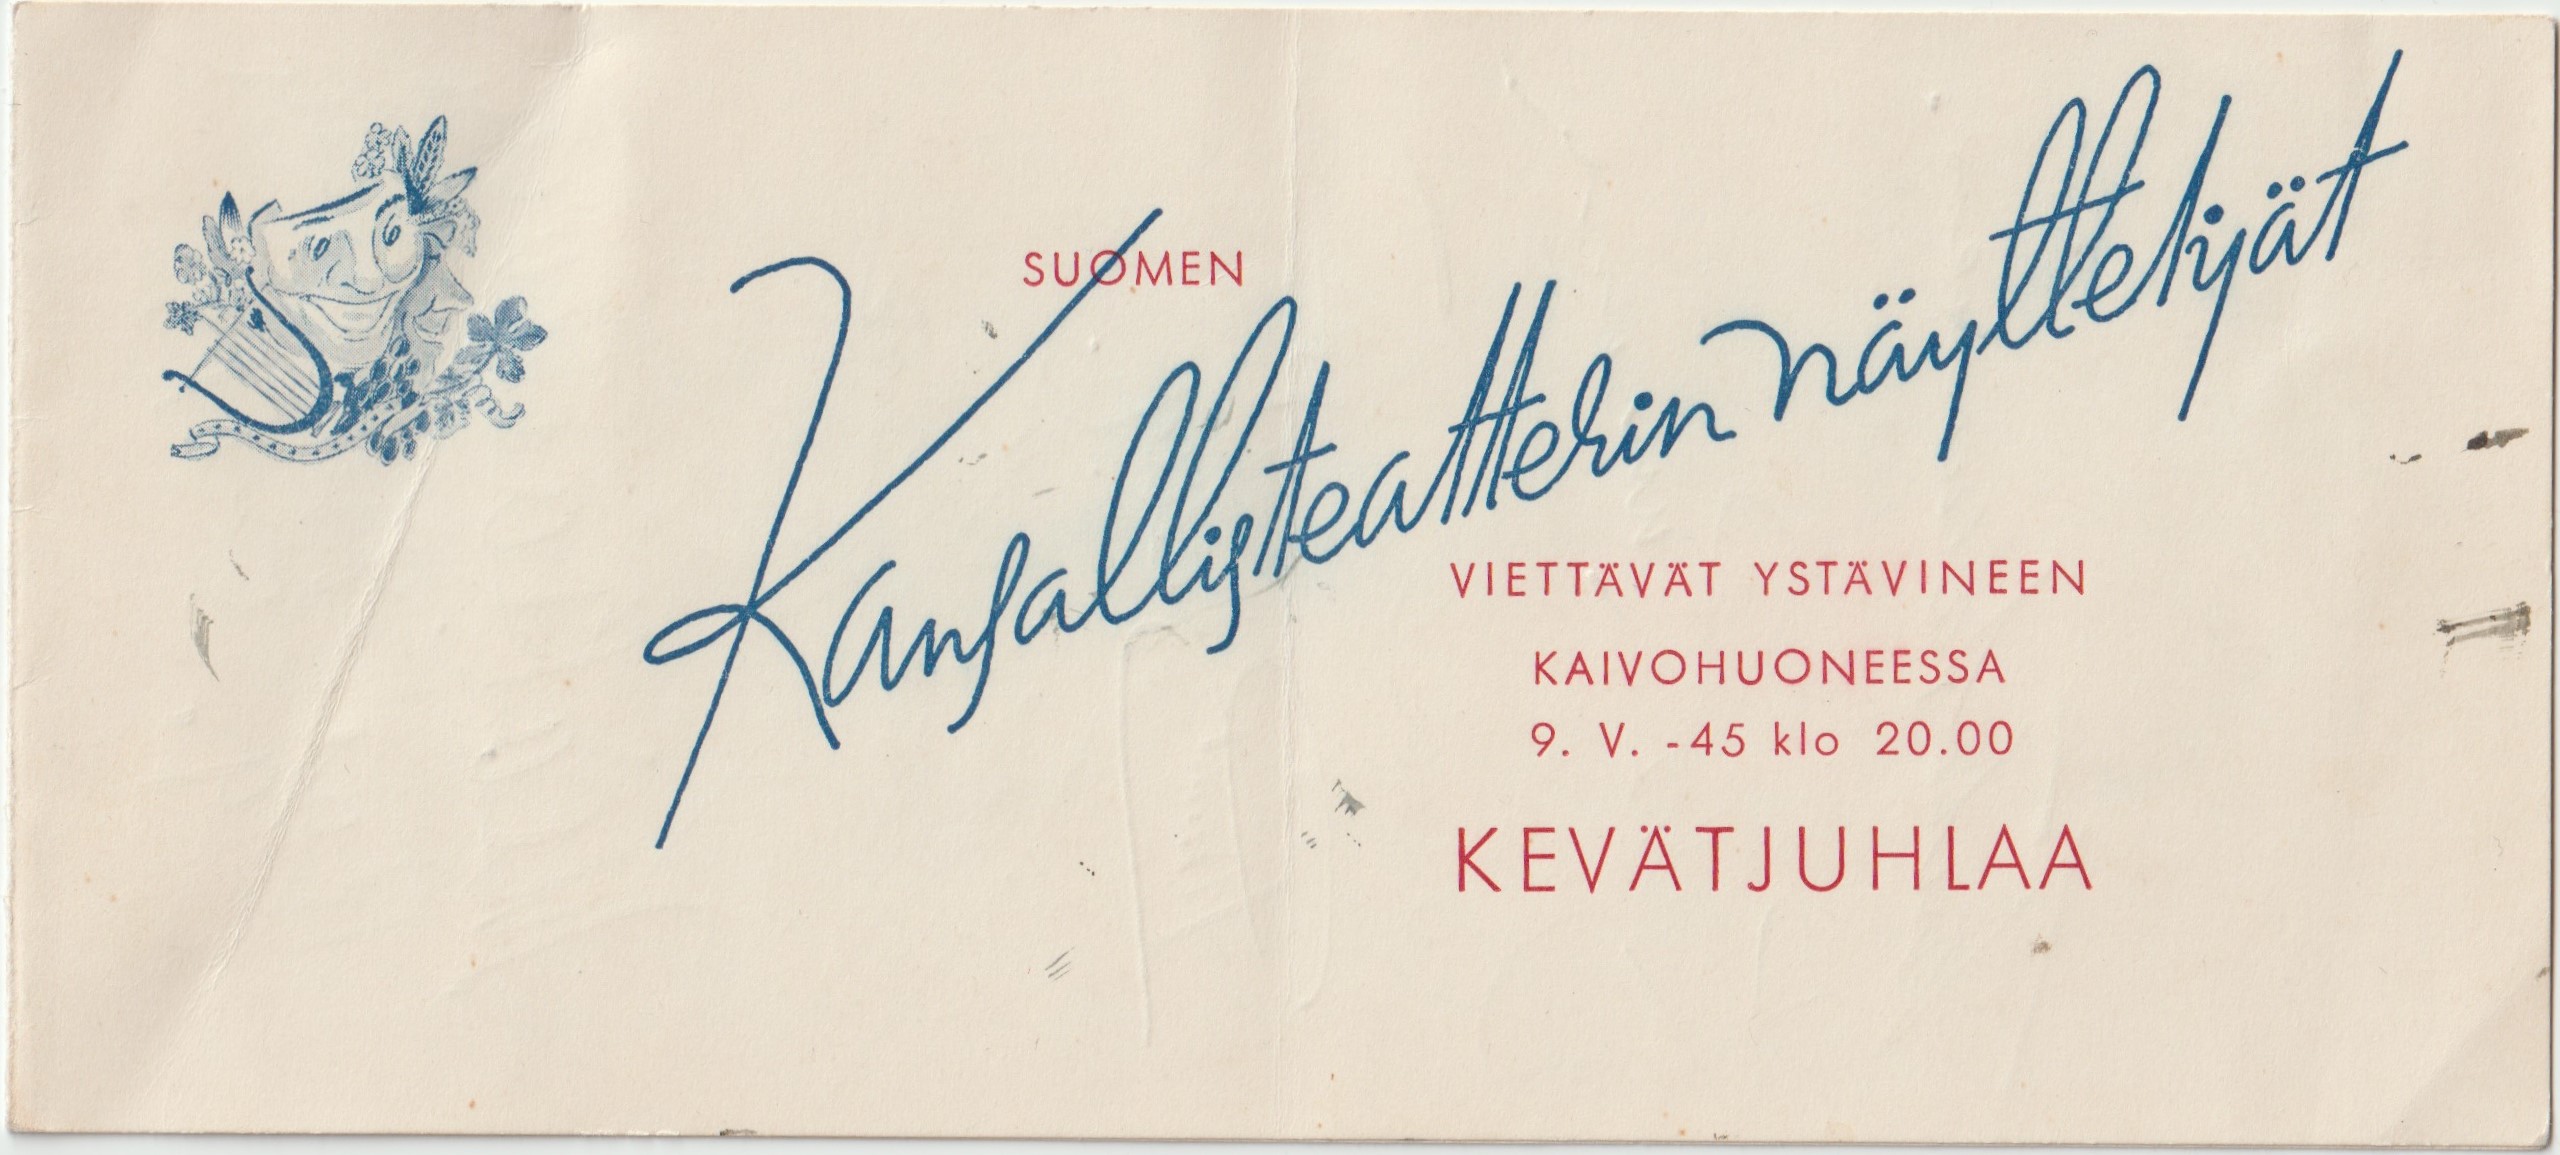 SUOMEN
Kansallisteatterin näyttelijät
VIETTÄVÄT YSTÄVINEEN
KAIVOHUONEESSA
9. V. -45 klo 20.00
KEVÄTJUHLAA